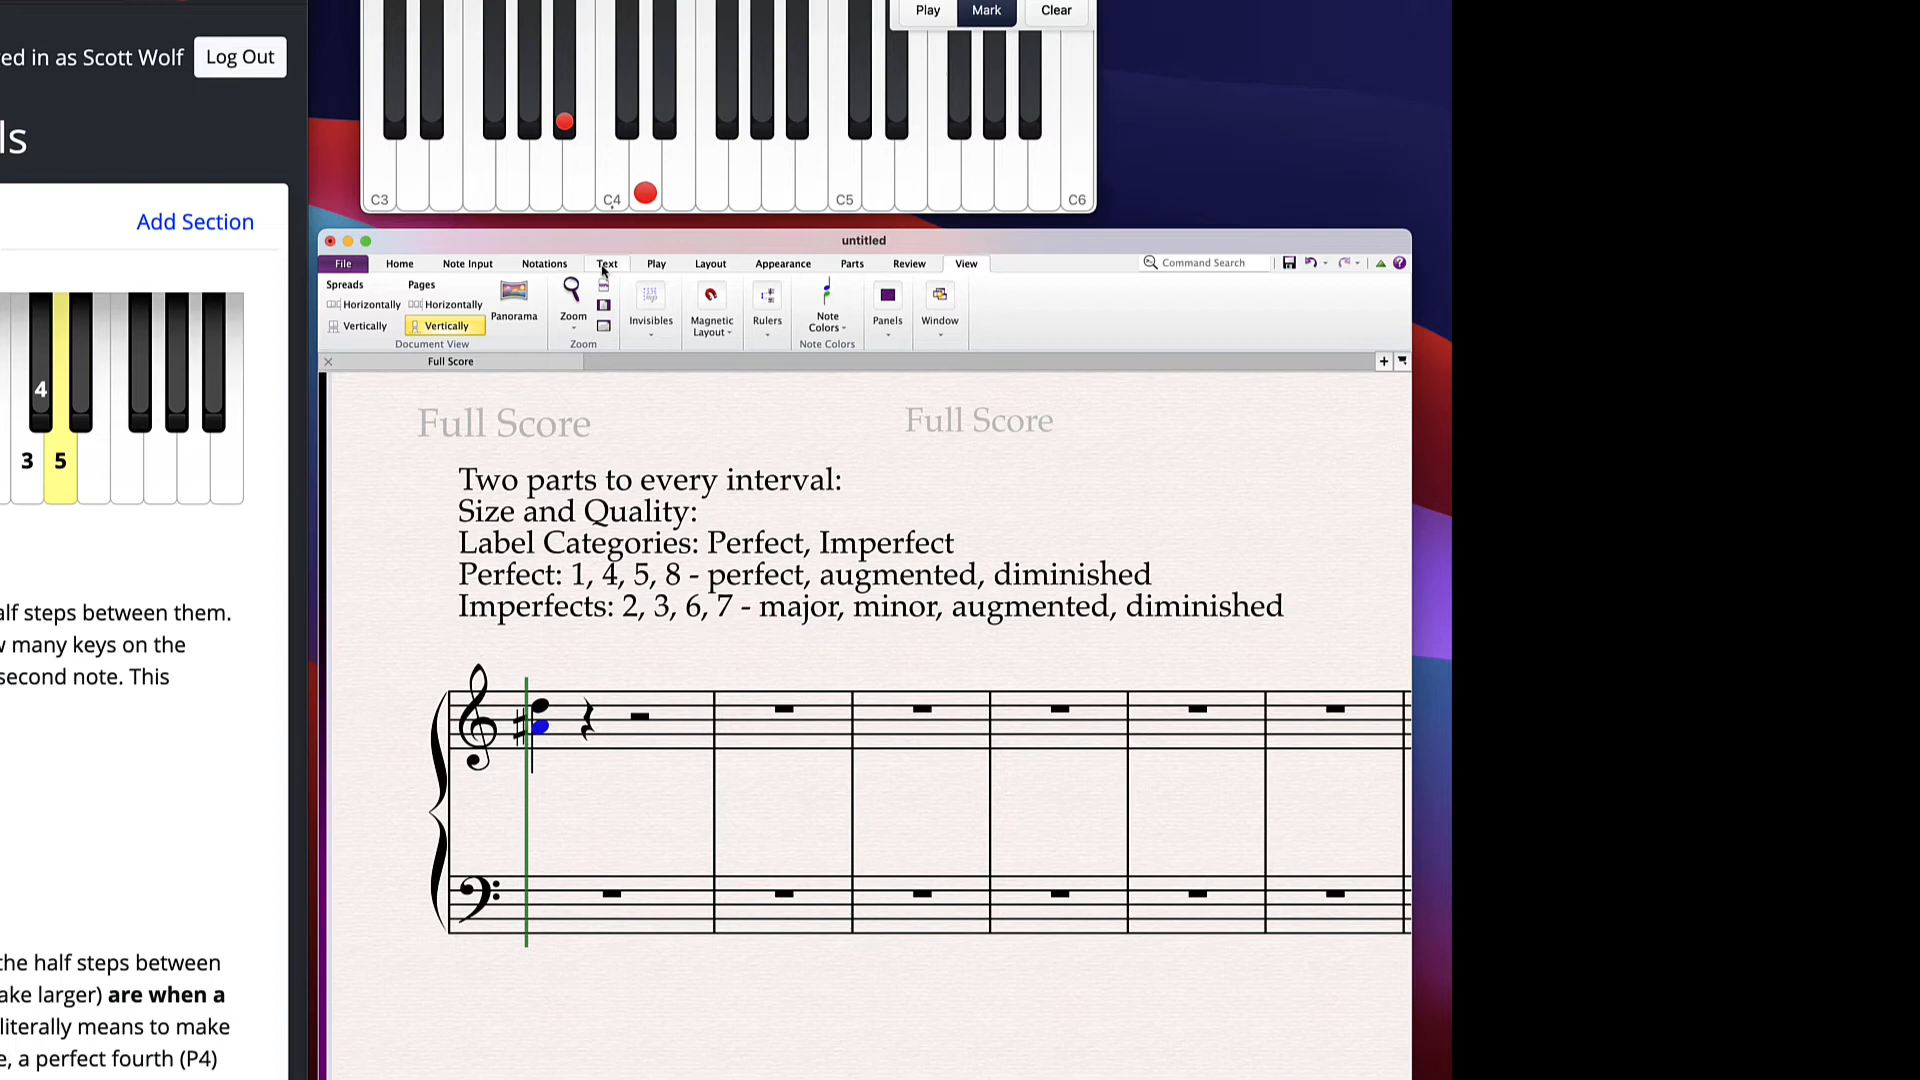 ed in as Scott Wolf
Log Out
ls
Add Section
4
3 5
alf steps between them.
many keys on the
second note. This
the half steps between
ake larger) are when a
literally means to make
e, a perfect fourth (P4)
Play Mark Clear
C3 C4 C5 C6
untitled
File Home Note Input Notations Text Play Layout Appearance Parts Review View Command Search
Spreads
Horizontally
Vertically
Pages
Horizontally
Vertically
Document View
Panorama
Zoom
Zoom
Invisibles
Magnetic
Layout
Rulers
Note
Colors
Note Colors
Panels
Window
Full Score
Full Score Full Score
Two parts to every interval:
Size and Quality:
Label Categories: Perfect, Imperfect
Perfect: 1, 4, 5, 8 - perfect, augmented, diminished
Imperfects: 2, 3, 6, 7 - major, minor, augmented, diminished